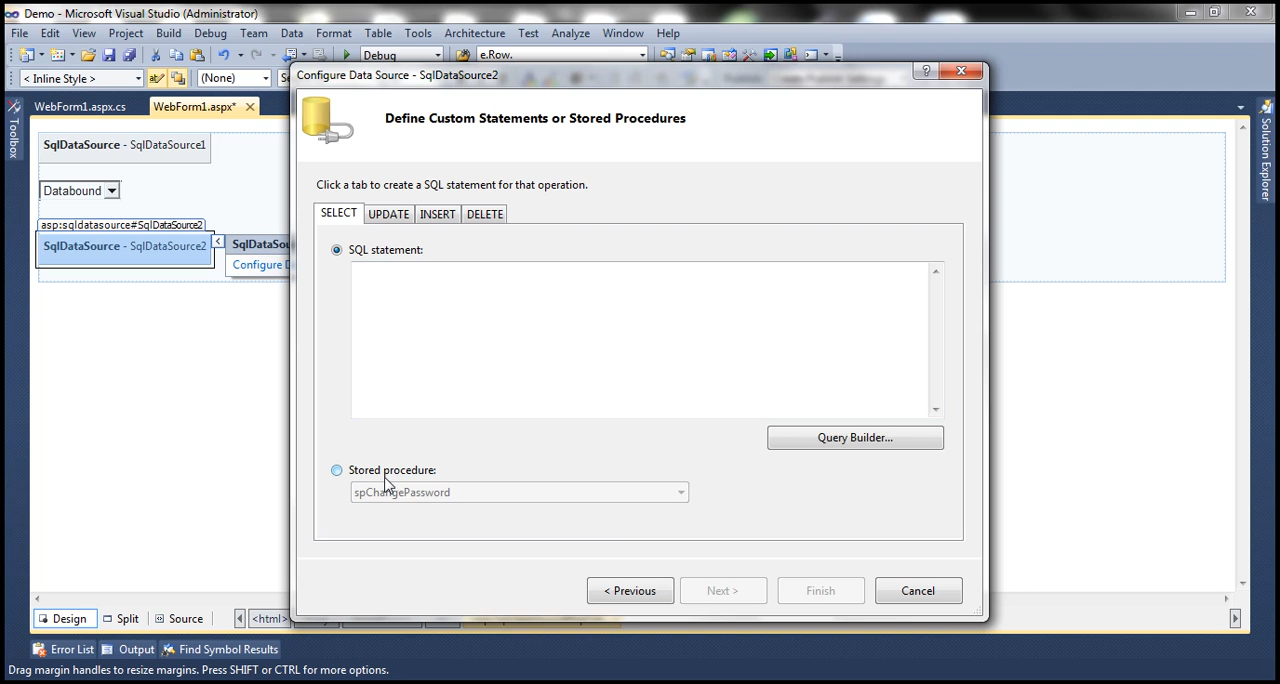 Demo - Microsoft Visual Studio (Administrator)
File Edit View Project Build Debug Team Data Format Table Tools Architecture Test Analyze Window Help
Debug e.Row.
< Inline Style > (None)
Configure Data Source - SqlDataSource2
WebForm1.aspx.cs WebForm1.aspx*
Toolbox
Solution Explorer
Define Custom Statements or Stored Procedures
SqlDataSource - SqlDataSource1
Click a tab to create a SQL statement for that operation.
Databound
SELECT UPDATE INSERT DELETE
asp:sqldatasource#SqlDataSource2
SqlDataSource - SqlDataSource2
SqlDataSou
SQL statement:
Configure D
Query Builder...
Stored procedure:
spChangePassword
< Previous Next > Finish Cancel
Design Split Source <html>
Error List Output Find Symbol Results
Drag margin handles to resize margins. Press SHIFT or CTRL for more options.